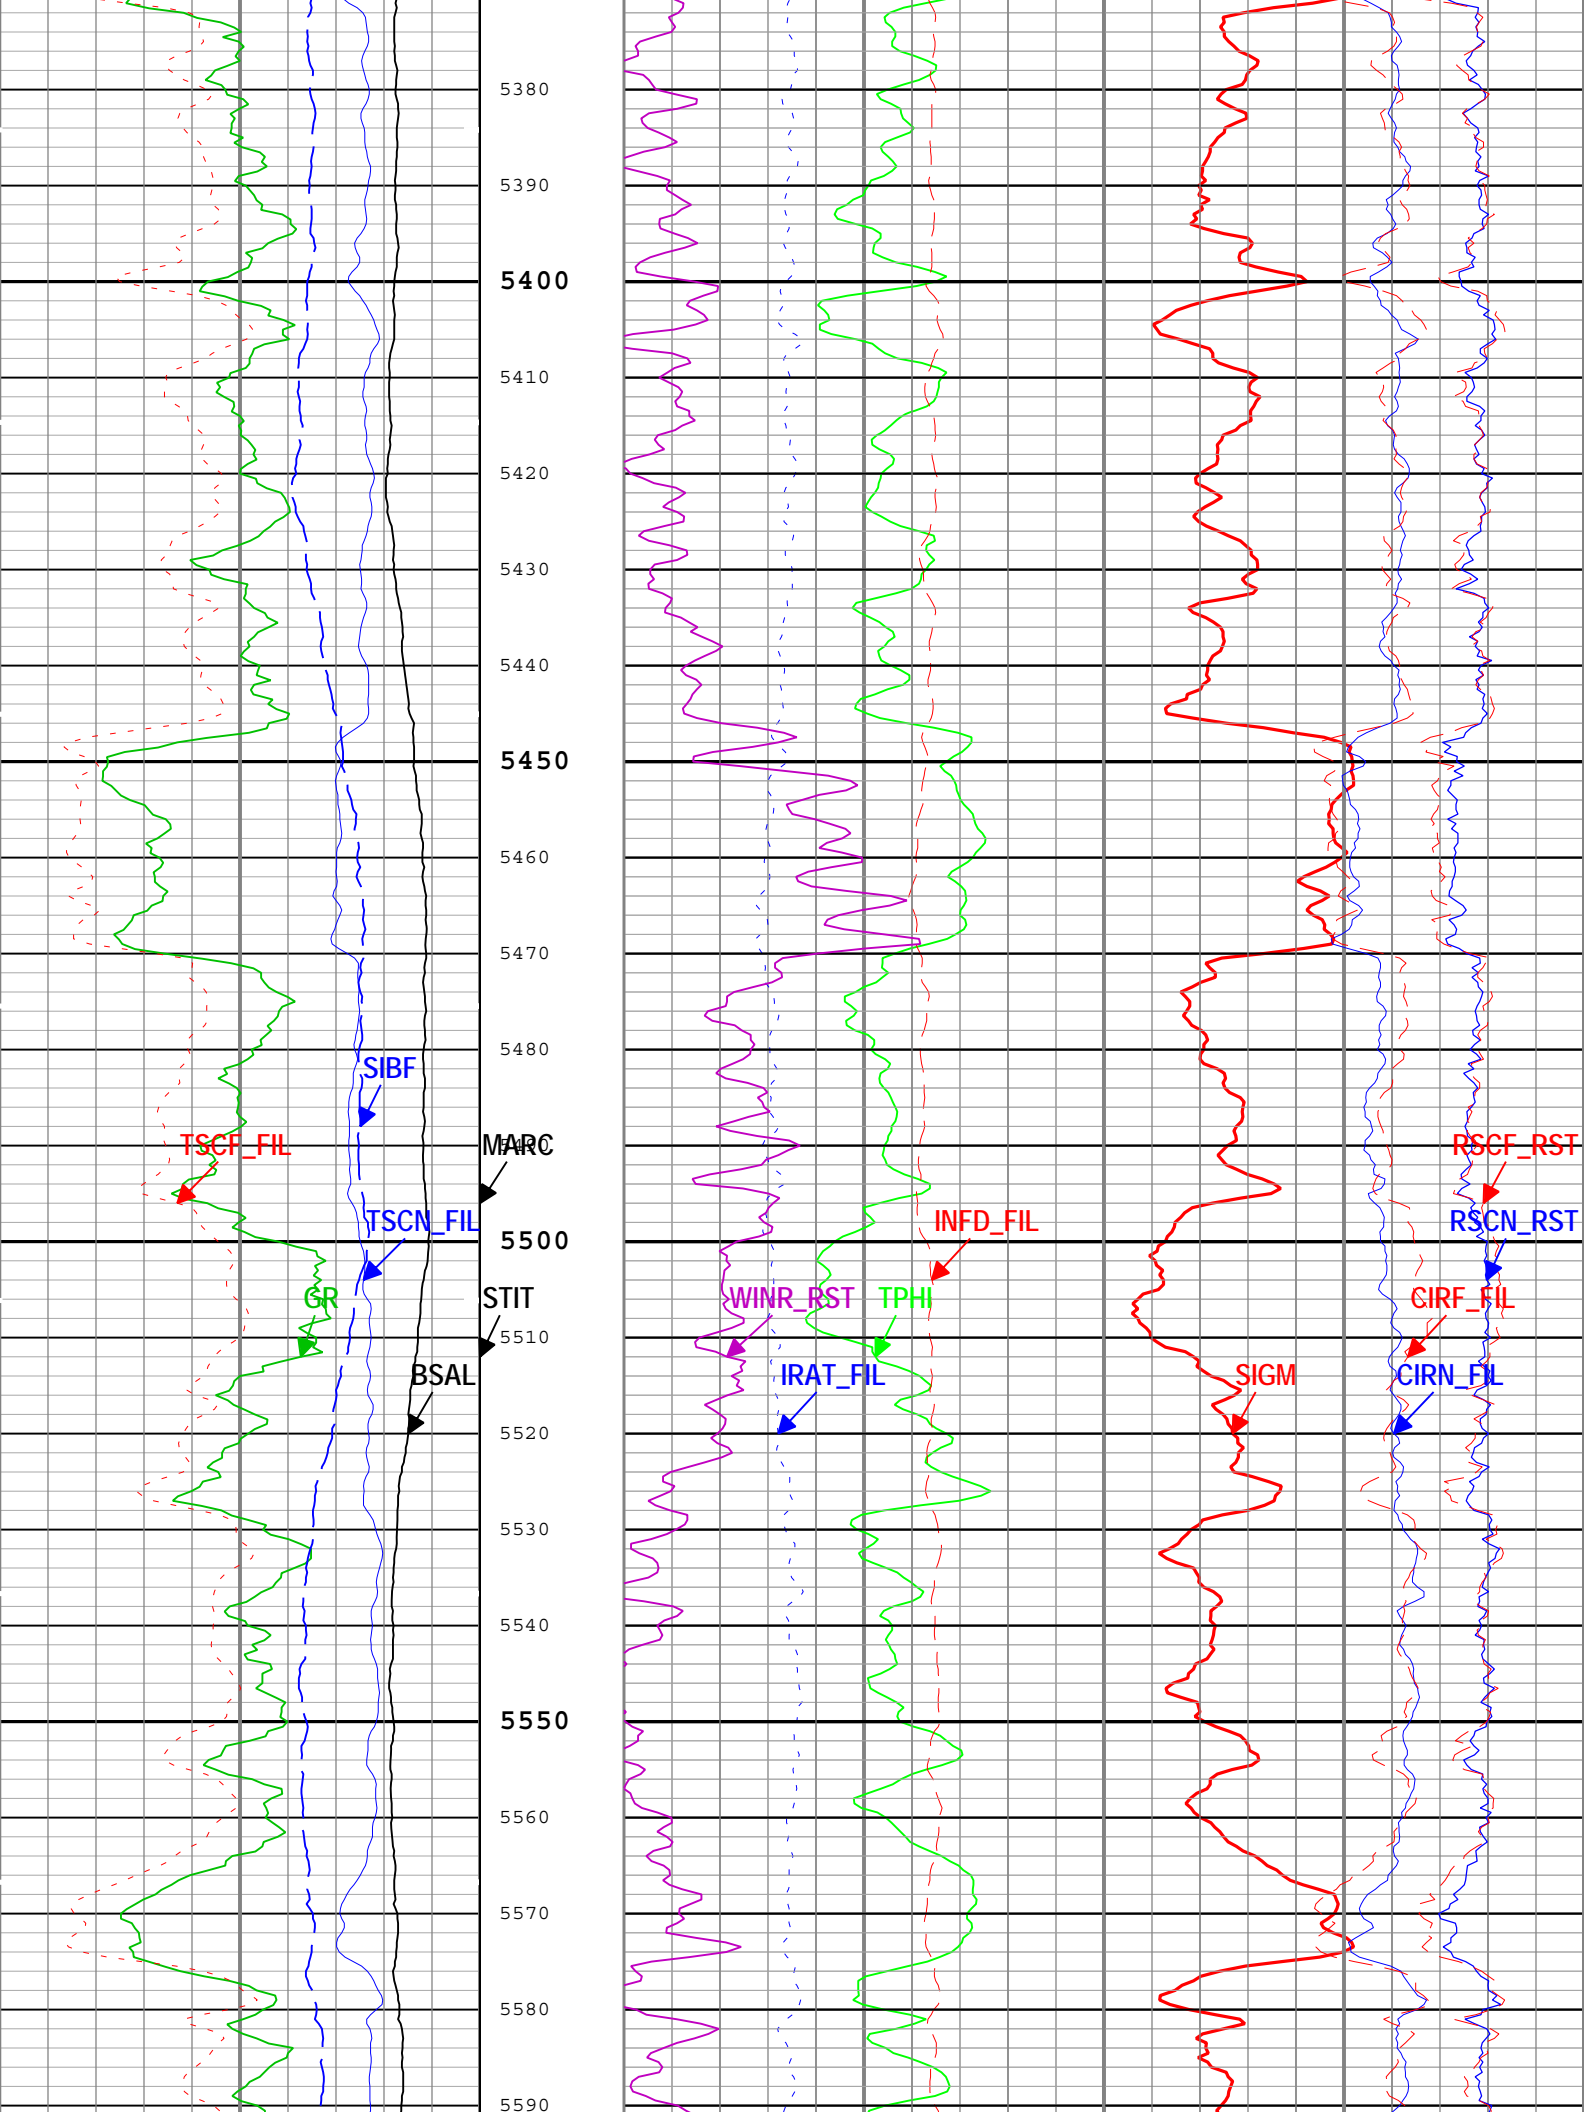 5380
5390
5400
5410
5420
5430
5440
5450
5460
5470
5480
SIBF
TSCF_FIL
MARC
5490
RSCF_RST
TSCN_FIL
INFD_FIL
RSCN_RST
5500
GR
STIT
WINR_RST
TPHI
CIRF_FIL
5510
BSAL
IRAT_FIL
SIGM
CIRN_FIL
5520
5530
5540
5550
5560
5570
5580
5590